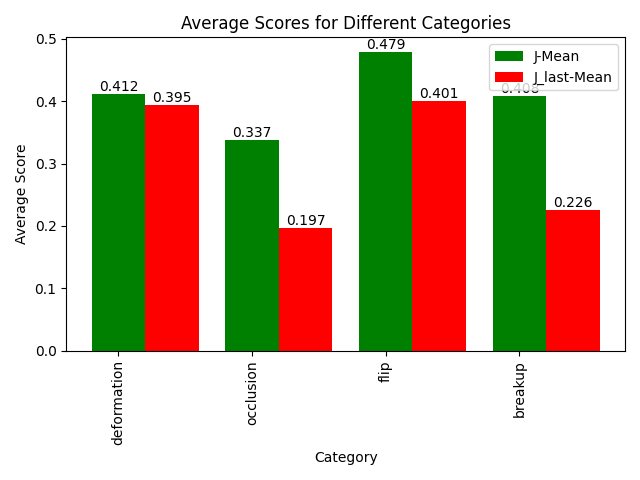 Average Scores for Different Categories
0.5
0.4
0.3
0.2
0.1
0.0
Average Score
0.412
0.395
0.337
0.197
0.479
0.401
0.226
J-Mean
J_last-Mean
deformation
occlusion
flip
breakup
Category